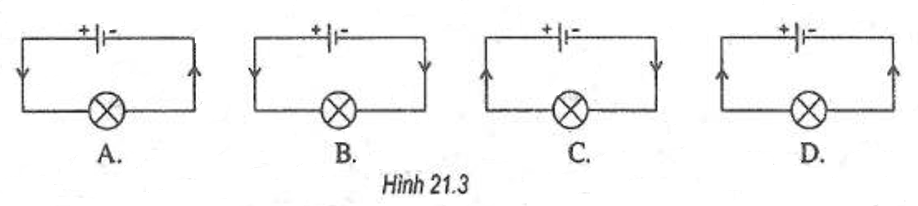 + - + - + - + -
A. B. C. D.
Hình 21.3